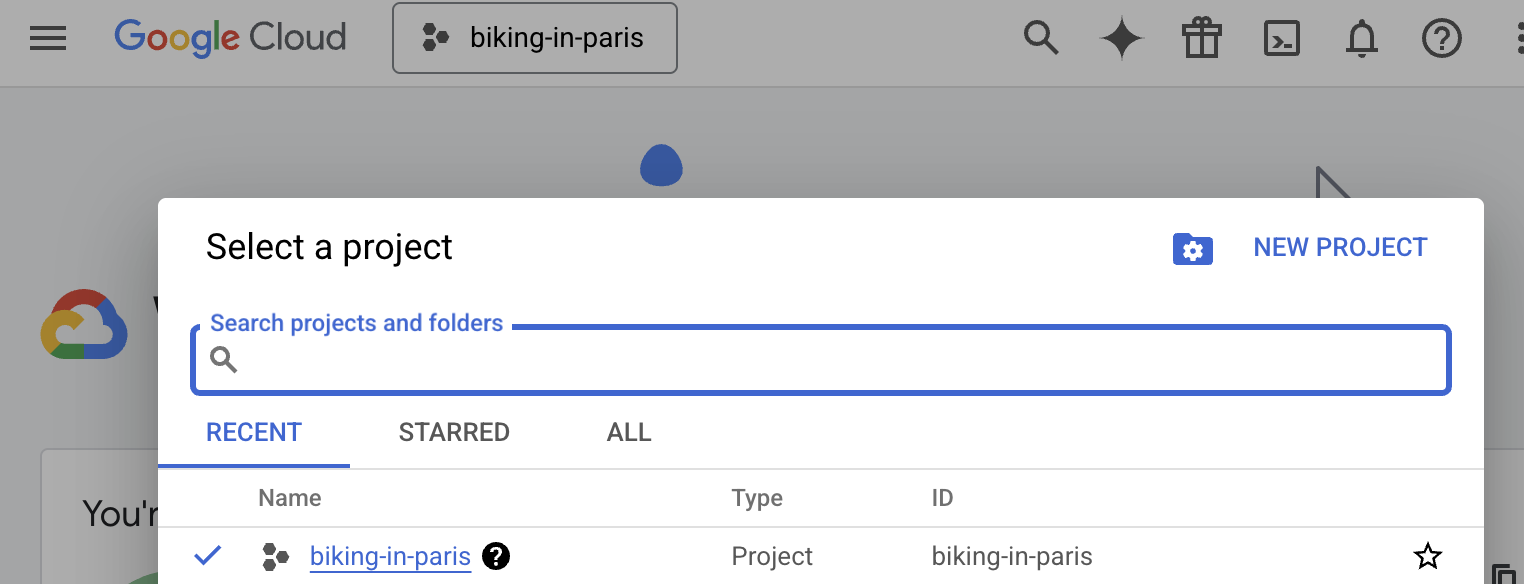 Google Cloud biking-in-paris
Select a project NEW PROJECT
Search projects and folders
RECENT STARRED ALL
Name Type ID
You'r
biking-in-paris Project biking-in-paris